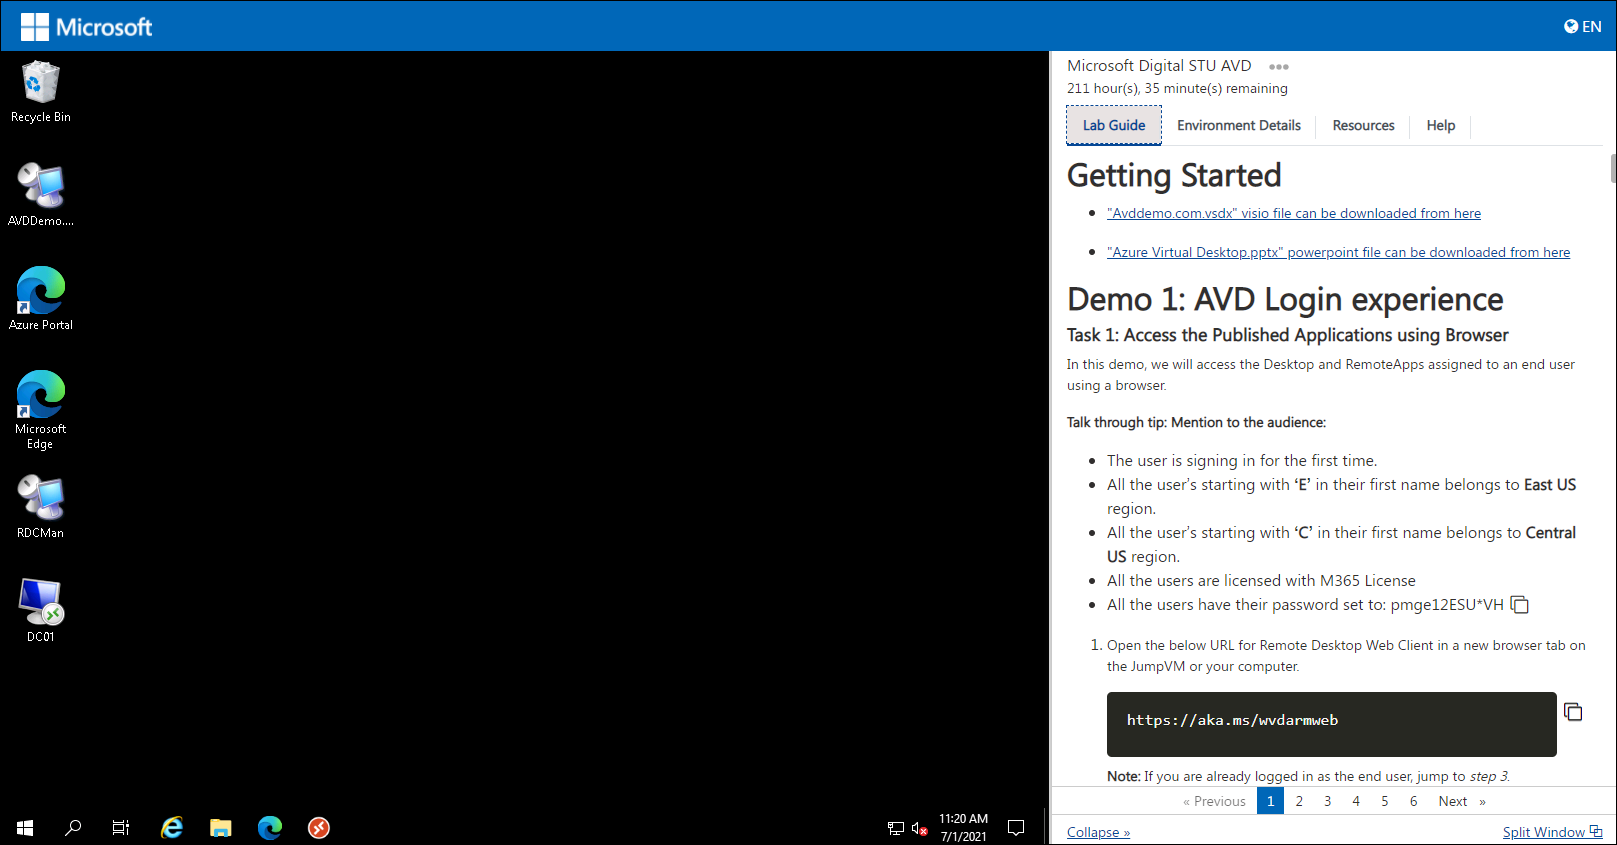 Microsoft
EN
Recycle Bin
AVDDemo....
Azure Portal
Microsoft
Edge
RDCMan
DC01
11:20 AM
7/1/2021
Microsoft Digital STU AVD
211 hour(s), 35 minute(s) remaining
Lab Guide
Environment Details
Resources
Help
Getting Started
"Avddemo.com.vsdx" visio file can be downloaded from here
"Azure Virtual Desktop.pptx" powerpoint file can be downloaded from here
Demo 1: AVD Login experience
Task 1: Access the Published Applications using Browser
In this demo, we will access the Desktop and RemoteApps assigned to an end user
using a browser.
Talk through tip: Mention to the audience:
The user is signing in for the first time.
All the user's starting with ‘E’ in their first name belongs to East US
region.
All the user's starting with ‘C’ in their first name belongs to Central
US region.
All the users are licensed with M365 License
All the users have their password set to: pmge12ESU*VH
1. Open the below URL for Remote Desktop Web Client in a new browser tab on
the JumpVM or your computer.
https://aka.ms/wvdarmweb
Note: If you are already logged in as the end user, jump to step 3.
« Previous 1 2 3 4 5 6 Next »
Collapse »
Split Window